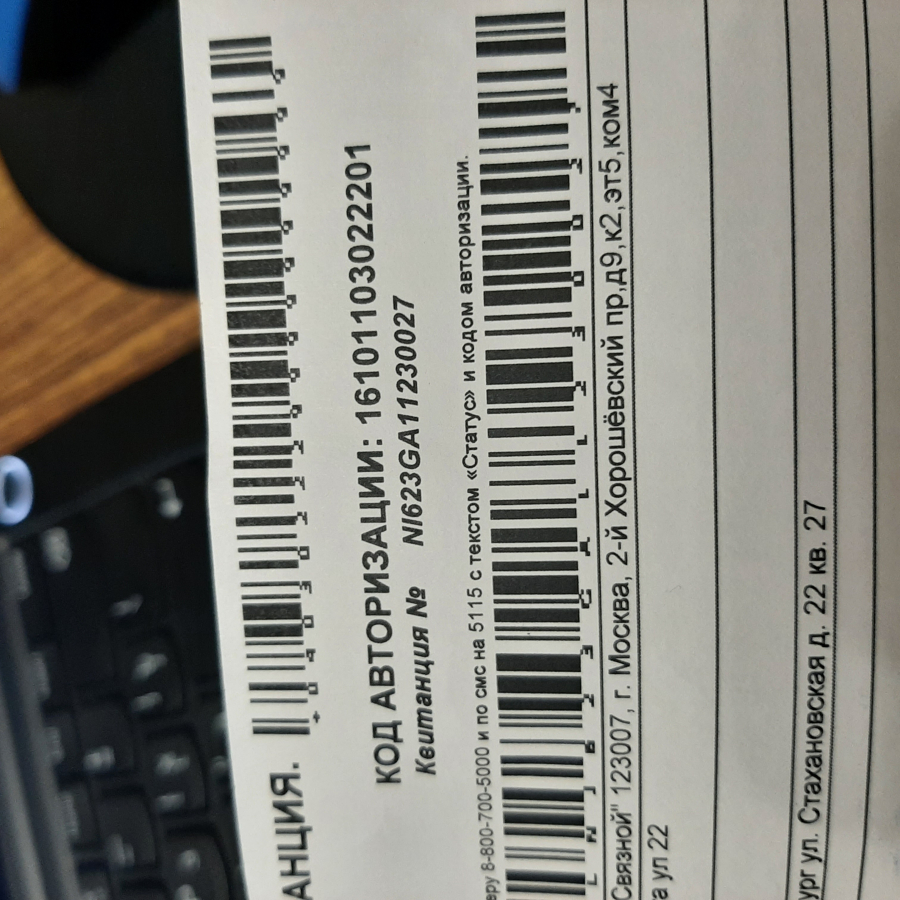 АНЦИЯ.
КОД АВТОРИЗАЦИИ: 161011030222201
Квитанция № NI623GA11230027
еру 8-800-700-5000 и по смс на 5115 с текстом «Статус» и кодом авторизации.
Связной" 123007, г. Москва, 2-й Хорошёвский пр,д9,к2,эт5,ком4
а ул 22
ург ул. Стахановская д. 22 кв. 27